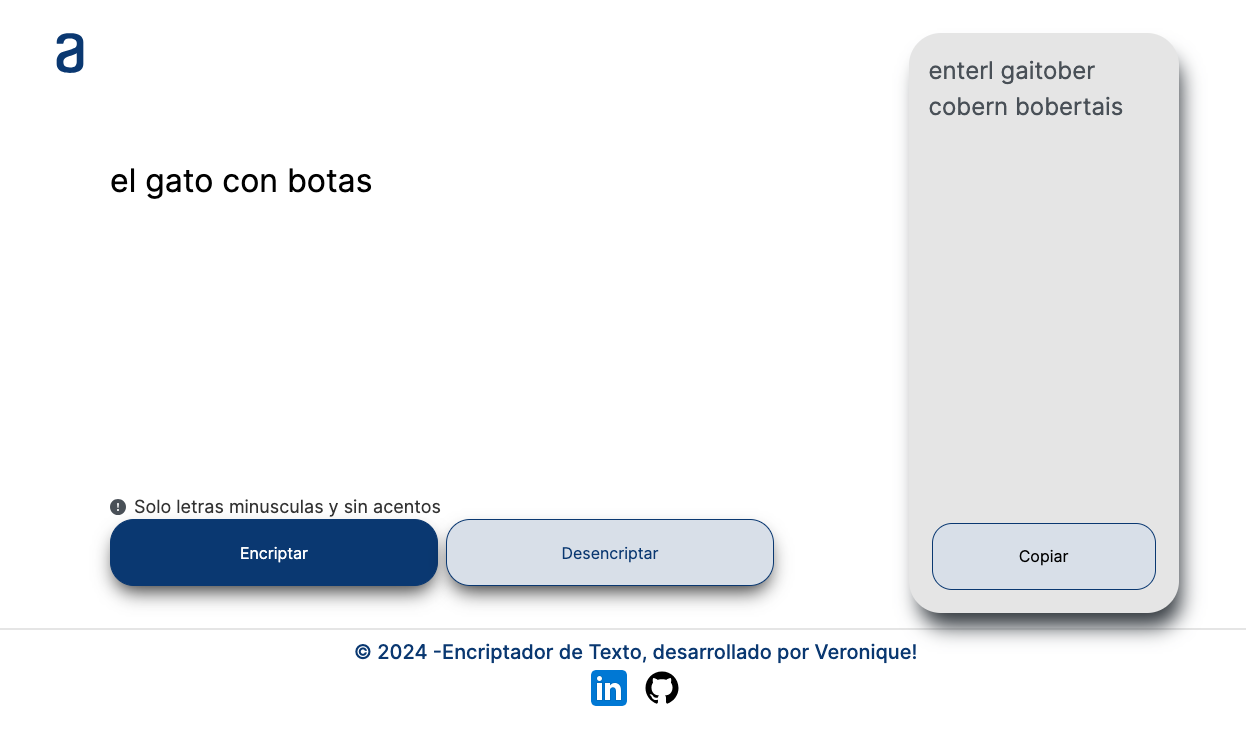 a
el gato con botas
Solo letras minusculas y sin acentos
Encriptar
Desencriptar
enterl gaitober
cobern bobertais
Copiar
© 2024 -Encriptador de Texto, desarrollado por Veronique!
in